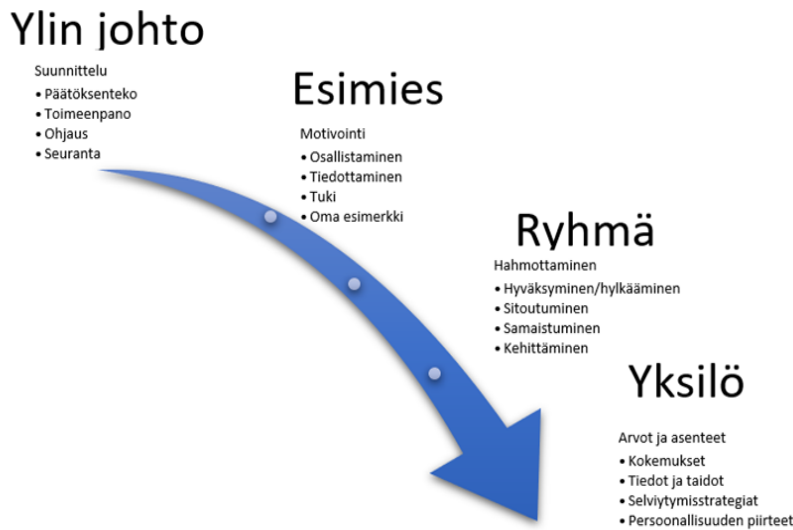 Ylin johto
Suunnittelu
• Päätöksenteko
• Toimeenpano
• Ohjaus
• Seuranta
Esimies
Motivointi
• Osallistaminen
• Tiedottaminen
• Tuki
• Oma esimerkki
Ryhmä
Hahmottaminen
• Hyväksyminen/hylkääminen
• Sitoutuminen
• Samaistuminen
• Kehittäminen
Yksilö
Arvot ja asenteet
• Kokemukset
• Tiedot ja taidot
• Selviytymisstrategiat
• Persoonallisuuden piirteet